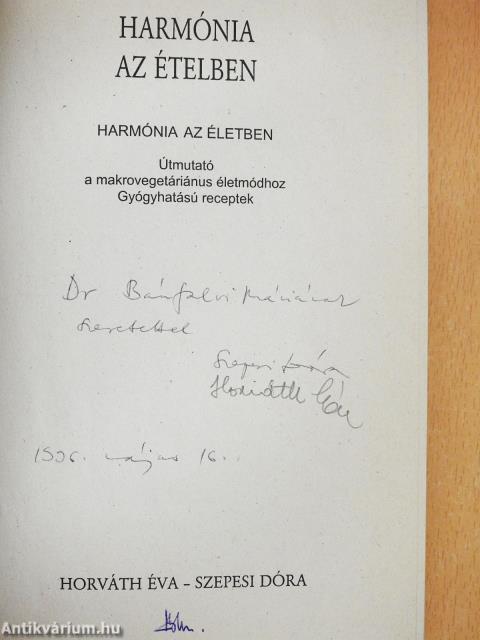 HARMÓNIA
AZ ÉTELBEN
HARMÓNIA AZ ÉLETBEN
Útmutató
a makrovegetáriánus életmódhoz
Gyógyhatású receptek
Dr Bánfalvi Máriának
szeretettel
Szepesi Dóra
Horváth Éva
1996. május 16.
HORVÁTH ÉVA – SZEPESI DÓRA
Antikvárium.hu